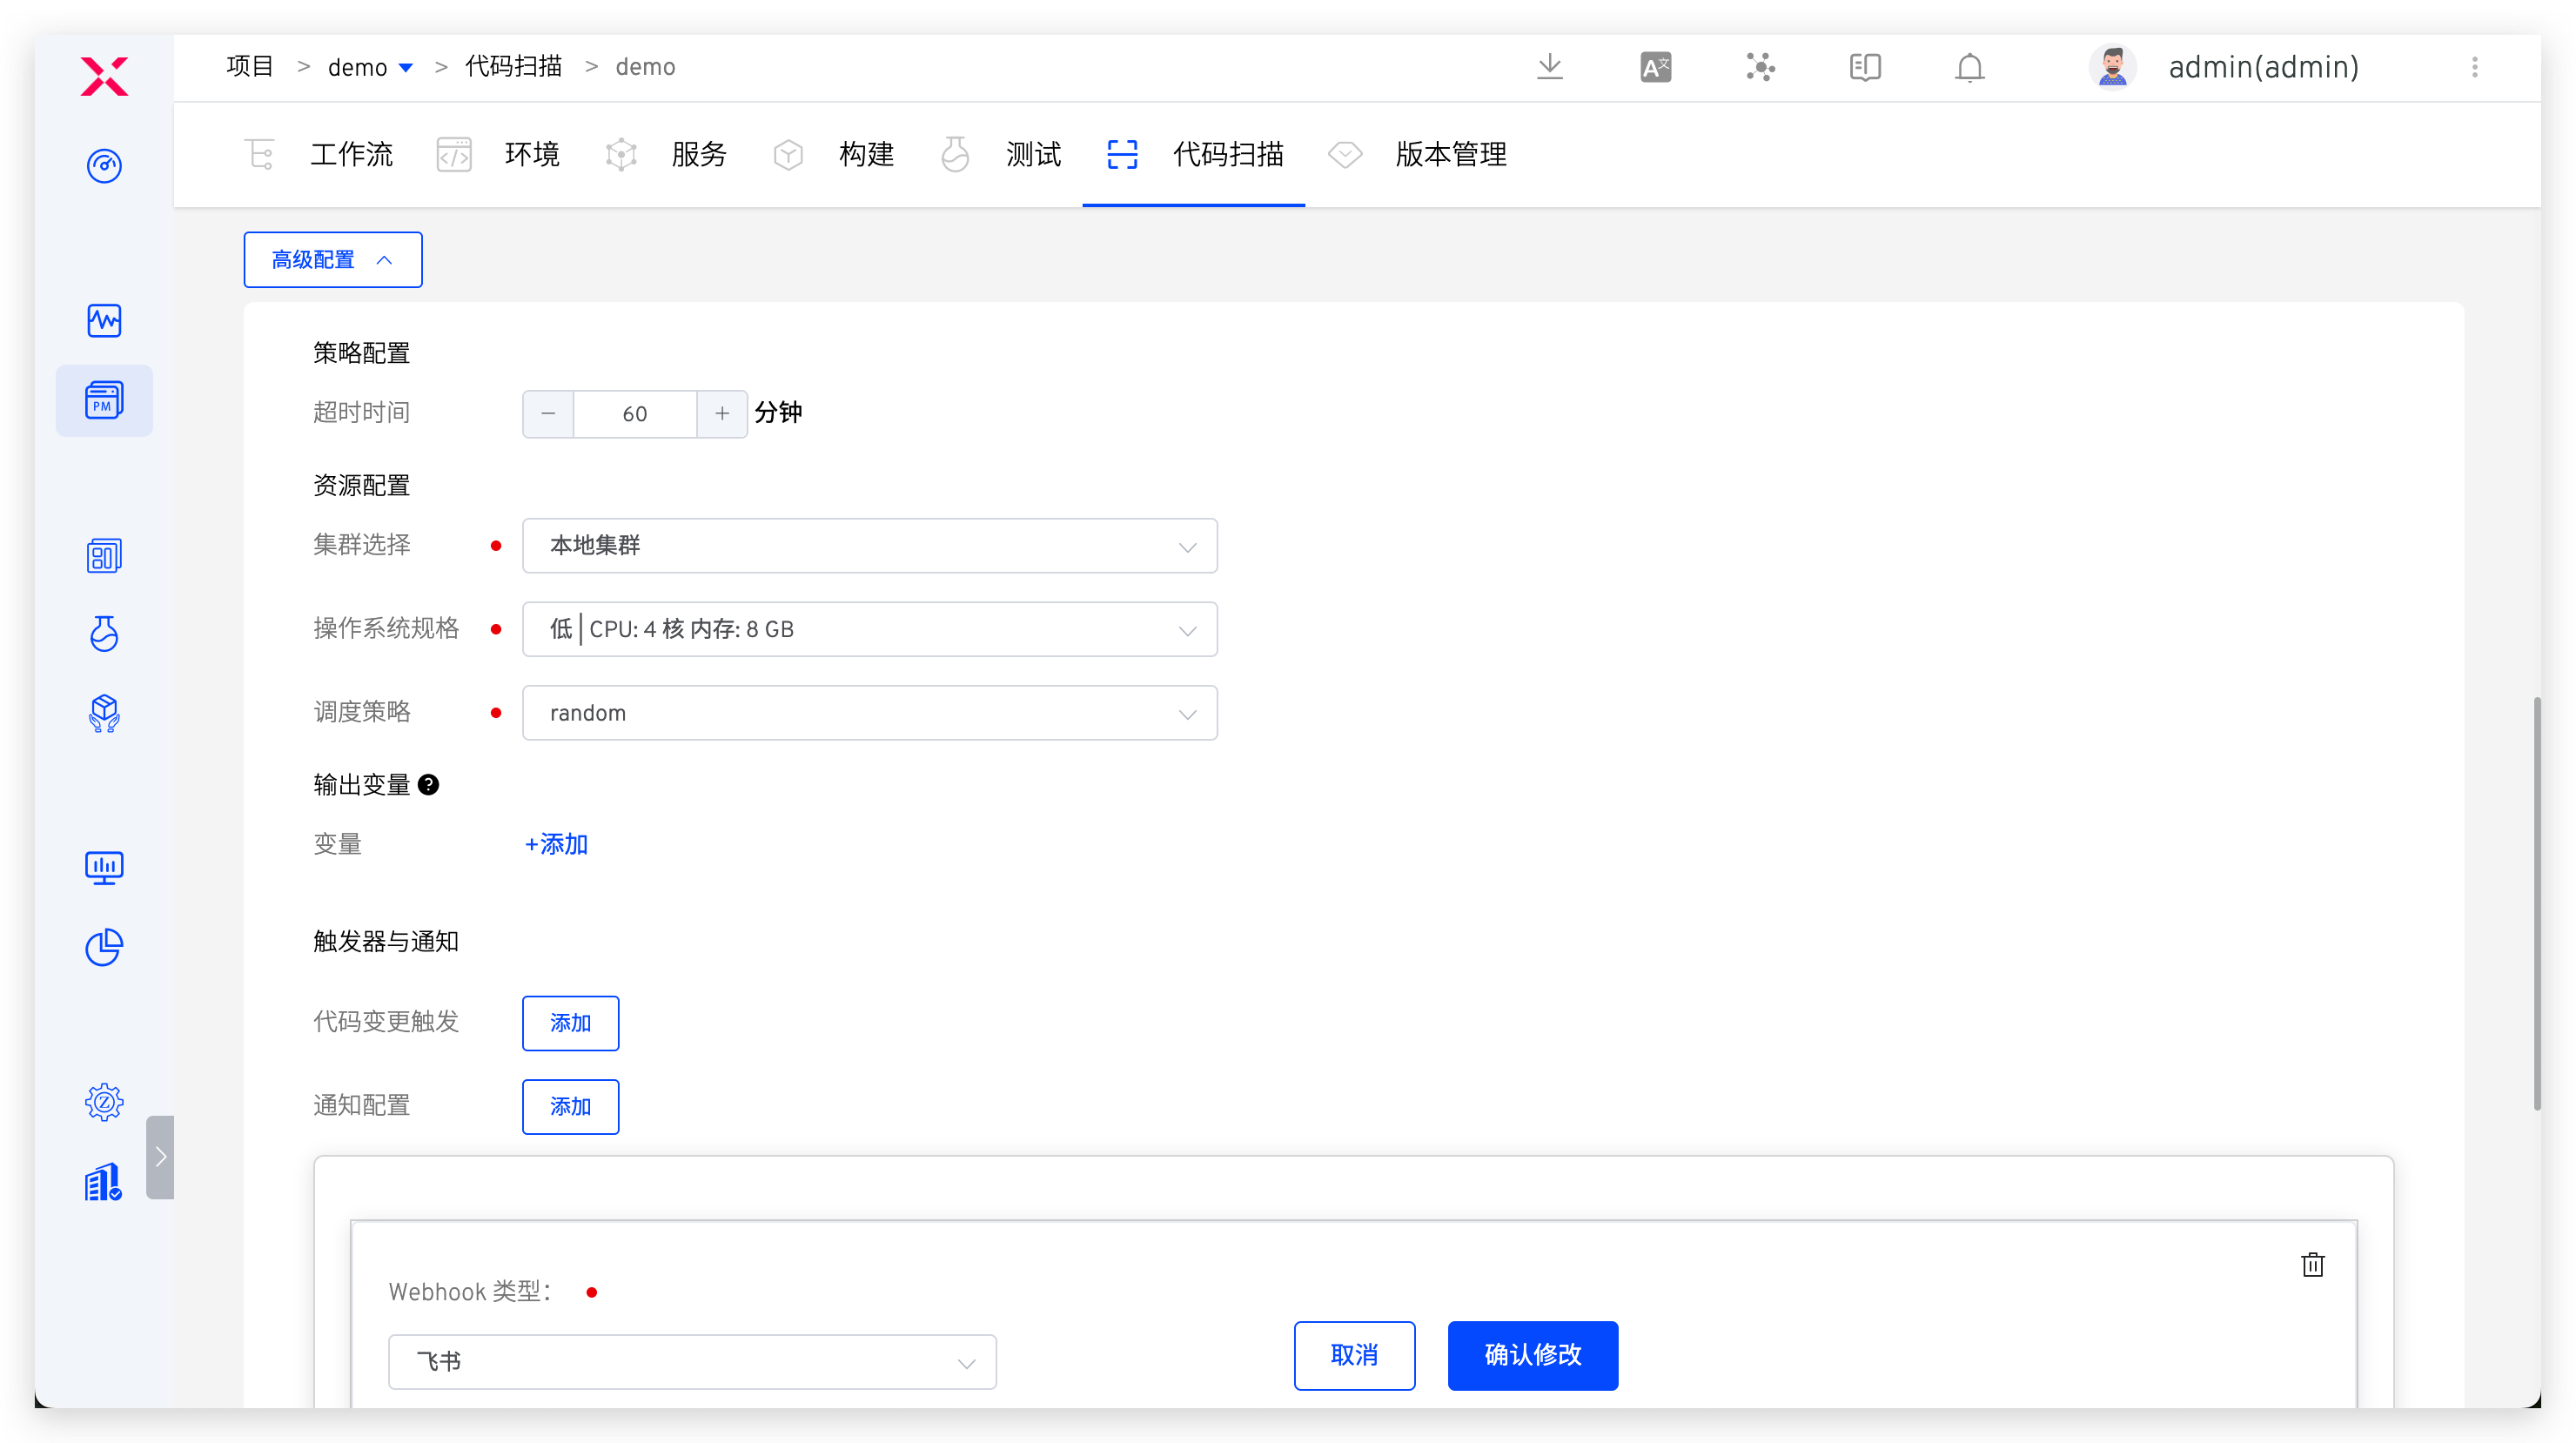 项目 > demo > 代码扫描 > demo
A文
admin(admin)
工作流 环境 服务 构建 测试 代码扫描 版本管理
高级配置
PM
策略配置
超时时间 − 60 + 分钟
资源配置
集群选择 本地集群
操作系统规格 低 | CPU: 4 核 内存: 8 GB
调度策略 random
输出变量 ?
变量 +添加
触发器与通知
代码变更触发 添加
通知配置 添加
Z
Webhook 类型：
飞书
取消 确认修改